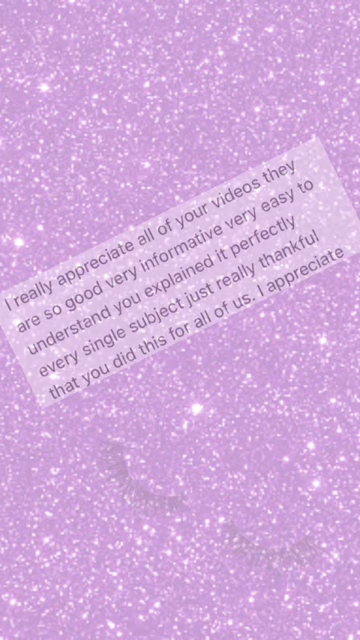 I really appreciate all of your videos they
are so good very informative very easy to
understand you explained it perfectly
every single subject just really thankful
that you did this for all of us. I appreciate